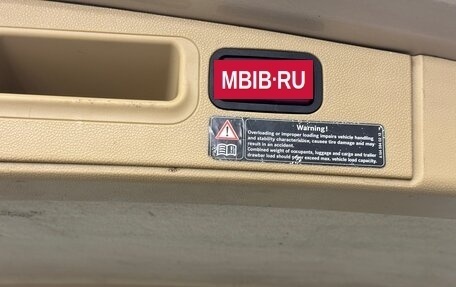 MBIB·RU
Warning!
Overloading or improper loading impairs vehicle handling
and stability characteristics, causes tire damage and may
result in an accident.
Combined weight of occupants, luggage and cargo and trailer
drawbar load should never exceed max. vehicle load capacity.